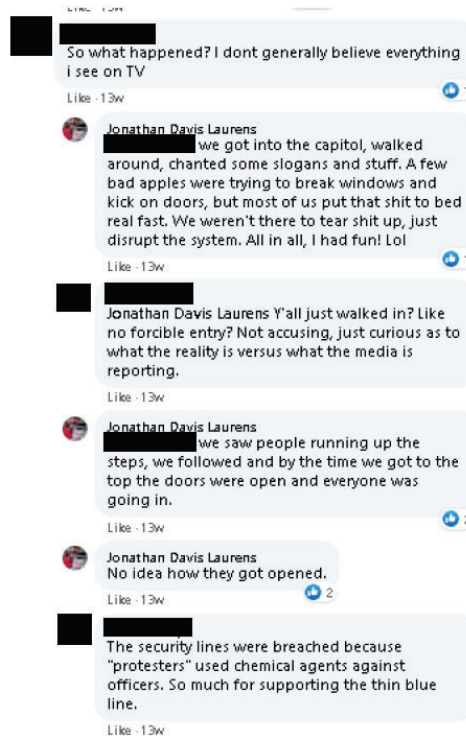 So what happened? I dont generally believe everything
i see on TV
Like · 13w
Jonathan Davis Laurens
we got into the capitol, walked
around, chanted some slogans and stuff. A few
bad apples were trying to break windows and
kick on doors, but most of us put that shit to bed
real fast. We weren't there to tear shit up, just
disrupt the system. All in all, I had fun! Lol
Like · 13w
Jonathan Davis Laurens Y'all just walked in? Like
no forcible entry? Not accusing, just curious as to
what the reality is versus what the media is
reporting.
Like · 13w
Jonathan Davis Laurens
we saw people running up the
steps, we followed and by the time we got to the
top the doors were open and everyone was
going in.
Like · 13w
Jonathan Davis Laurens
No idea how they got opened.
Like · 13w
2
The security lines were breached because
"protesters" used chemical agents against
officers. So much for supporting the thin blue
line.
Like · 13w